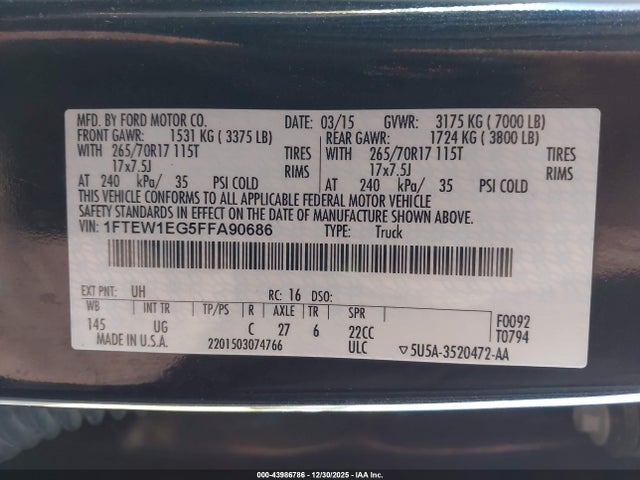 MFD. BY FORD MOTOR CO. DATE: 03/15 GVWR: 3175 KG ( 7000 LB)
FRONT GAWR: 1531 KG ( 3375 LB) REAR GAWR: 1724 KG ( 3800 LB)
WITH 265/70R17 115T TIRES WITH 265/70R17 115T TIRES
17x7.5J RIMS 17x7.5J RIMS
AT 240 kPa/ 35 PSI COLD AT 240 kPa/ 35 PSI COLD
THIS VEHICLE CONFORMS TO ALL APPLICABLE FEDERAL MOTOR VEHICLE
SAFETY STANDARDS IN EFFECT ON THE DATE OF MANUFACTURE SHOWN ABOVE.
VIN: 1FTEW1EG5FFA90686 TYPE: Truck
EXT PNT: UH RC: 16 DSO:
WB INT TR TP/PS R AXLE TR SPR F0092
145 UG C 27 6 22CC T0794
MADE IN U.S.A. 2201503074766 ULC ▽5U5A-3520472-AA
000-43986786 - 12/30/2025 - IAA Inc.